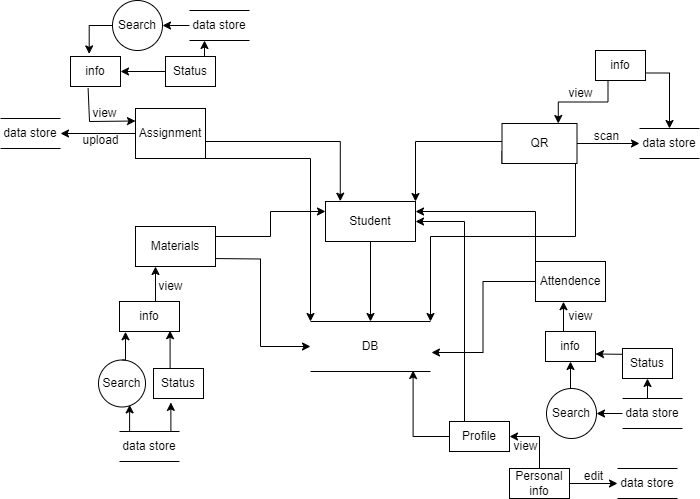 Search
data store
info
Status
info
view
view
data store
upload
Assignment
QR
scan
data store
Student
Materials
view
Attendence
info
view
DB
info
Status
Search
Status
Search
data store
Profile
data store
view
Personal
info
edit
data store